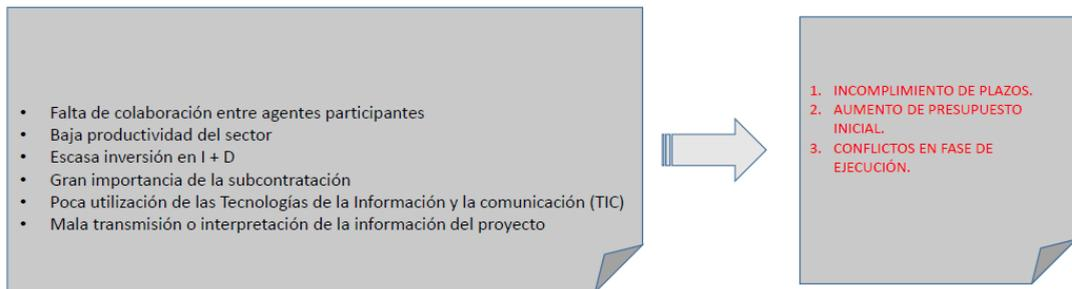 • Falta de colaboración entre agentes participantes
• Baja productividad del sector
• Escasa inversión en I + D
• Gran importancia de la subcontratación
• Poca utilización de las Tecnologías de la Información y la comunicación (TIC)
• Mala transmisión o interpretación de la información del proyecto
1. INCOMPLIMIENTO DE PLAZOS.
2. AUMENTO DE PRESUPUESTO
INICIAL.
3. CONFLICTOS EN FASE DE
EJECUCIÓN.